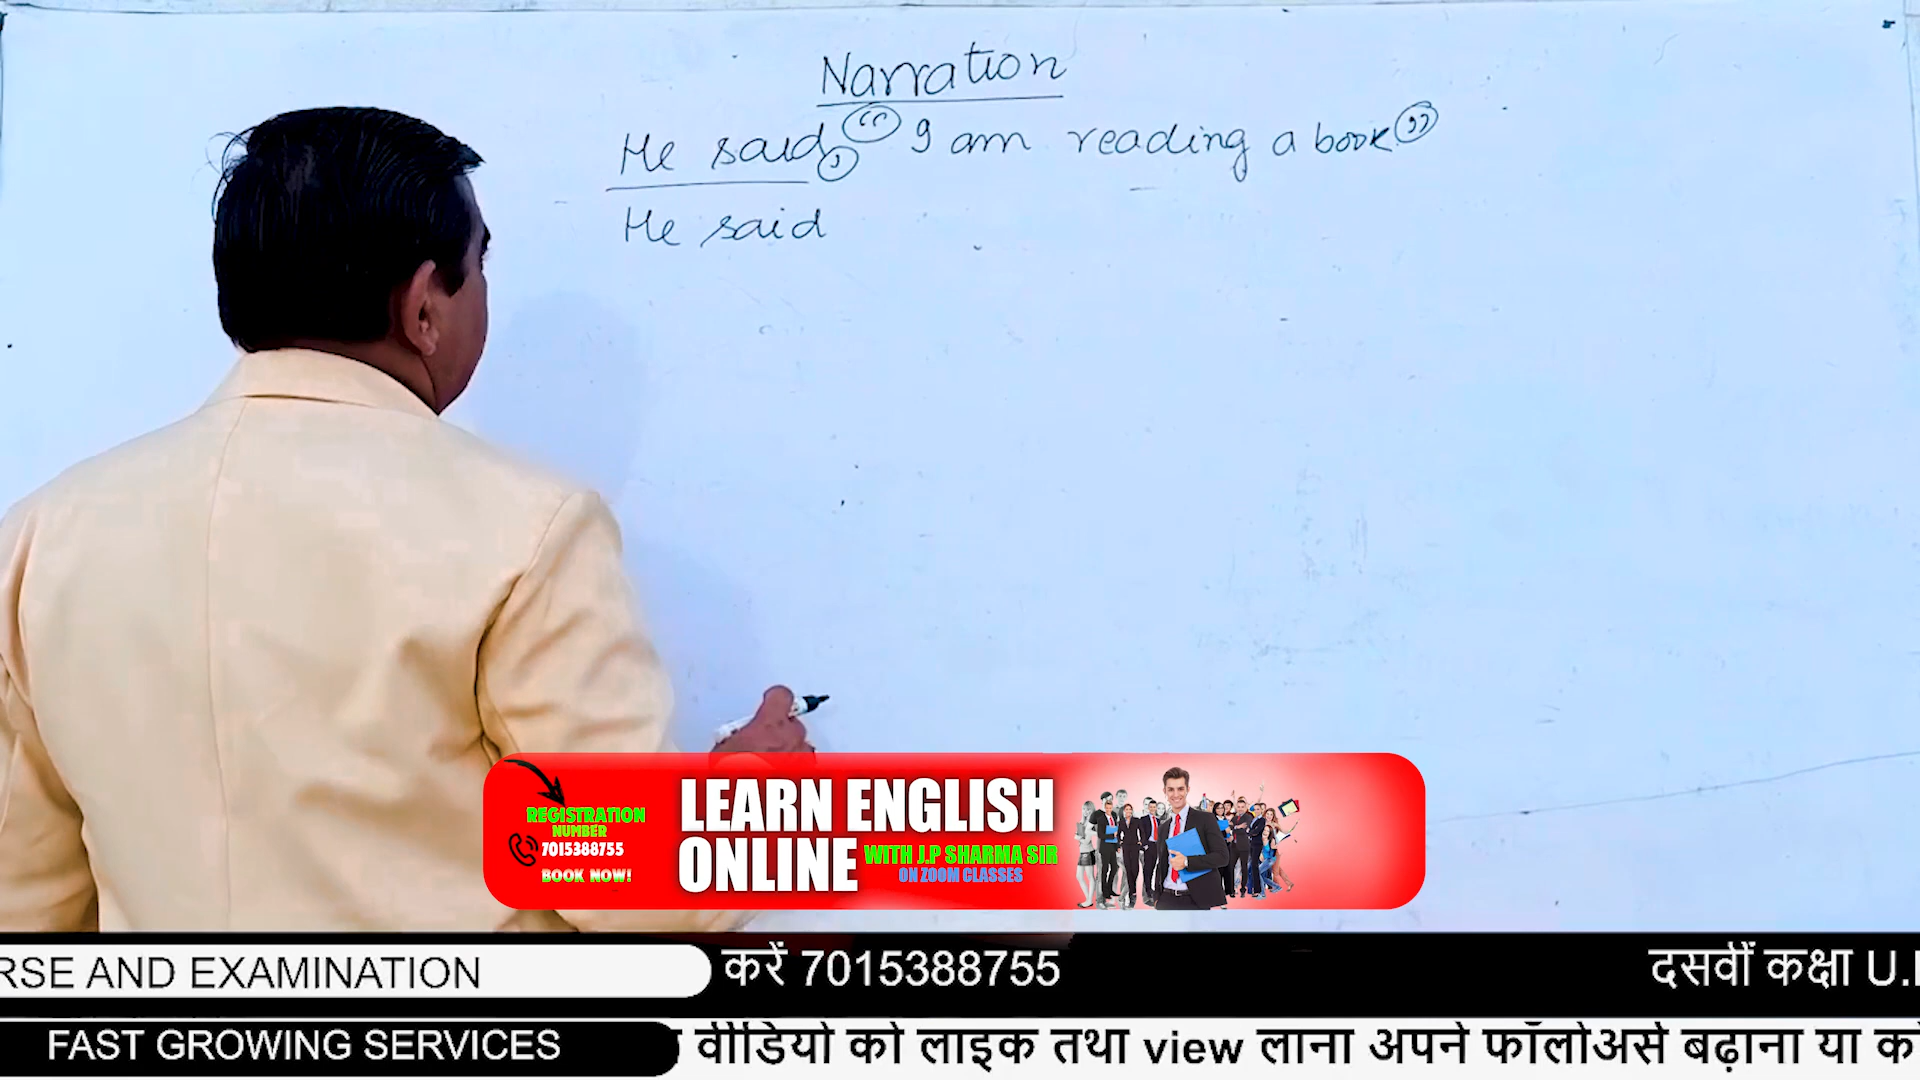 Narration
He said, “I am reading a book”
He said
REGISTRATION
NUMBER
7015388755
BOOK NOW!
LEARN ENGLISH
ONLINE WITH J.P SHARMA SIR
ON ZOOM CLASSES
RSE AND EXAMINATION
करें 7015388755
दसवीं कक्षा U.
FAST GROWING SERVICES
वीडियो को लाइक तथा view लाना अपने फॉलोअर्स बढ़ाना या